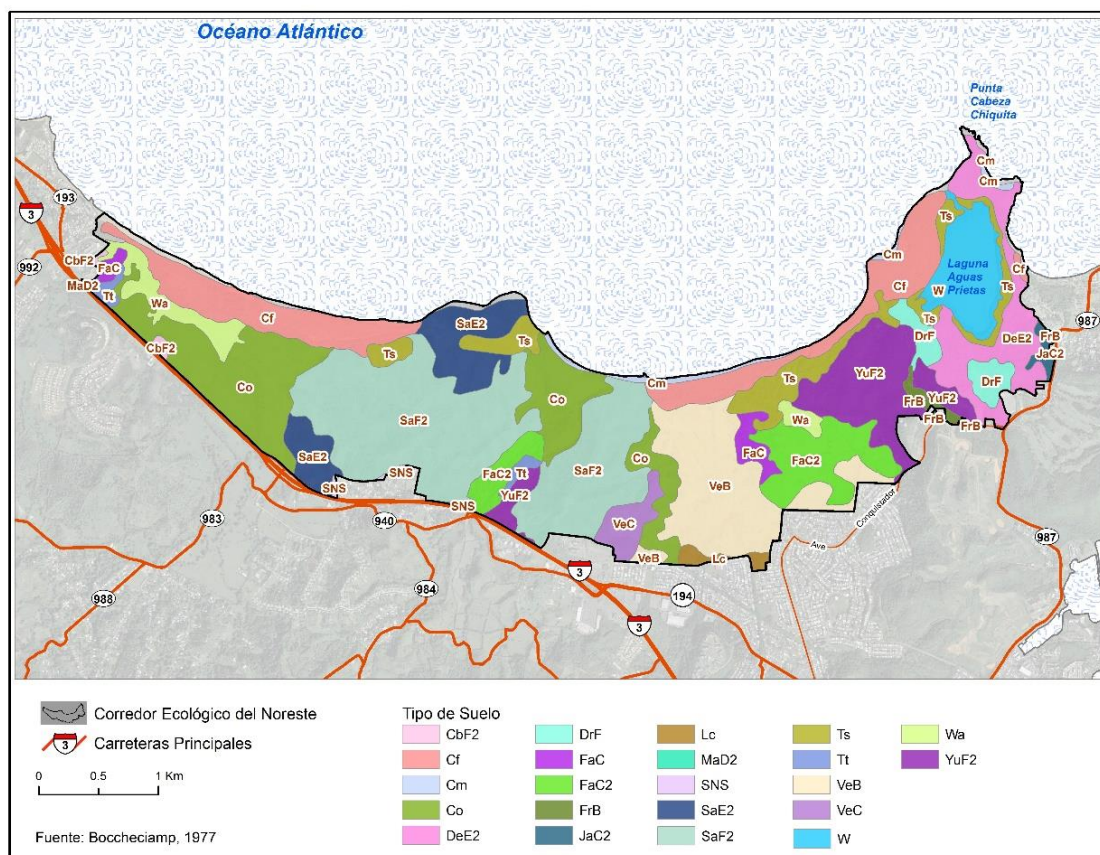 Océano Atlántico
Punta
Cabeza
Chiquita
Cm
Cm
193
3
Ts
CbF2
992
FaC
Cm
Laguna
Aguas
Prietas
Cf
MaD2
Tt
Wa
Cf
W
Ts
Cf
Ts
987
SaE2
DrF
DeE2
FrB
JaC2
CbF2
Ts
Ts
Cm
Ts
YuF2
DrF
Co
Co
YuF2
FrB
SaF2
Wa
FrB
FrB
SaE2
FaC2
Tt
SaF2
Co
FaC
FaC2
SNS
SNS
VeB
YuF2
SNS
Conquistador
983
940
VeC
Ave
987
VeB
Lc
3
984
988
194
3
Corredor Ecológico del Noreste
3
Carreteras Principales
0 0.5 1 Km
Fuente: Boccheciamp, 1977
Tipo de Suelo
CbF2 DrF Lc Ts Wa
Cf FaC MaD2 Tt YuF2
Cm FaC2 SNS VeB
Co FrB SaE2 VeC
DeE2 JaC2 SaF2 W